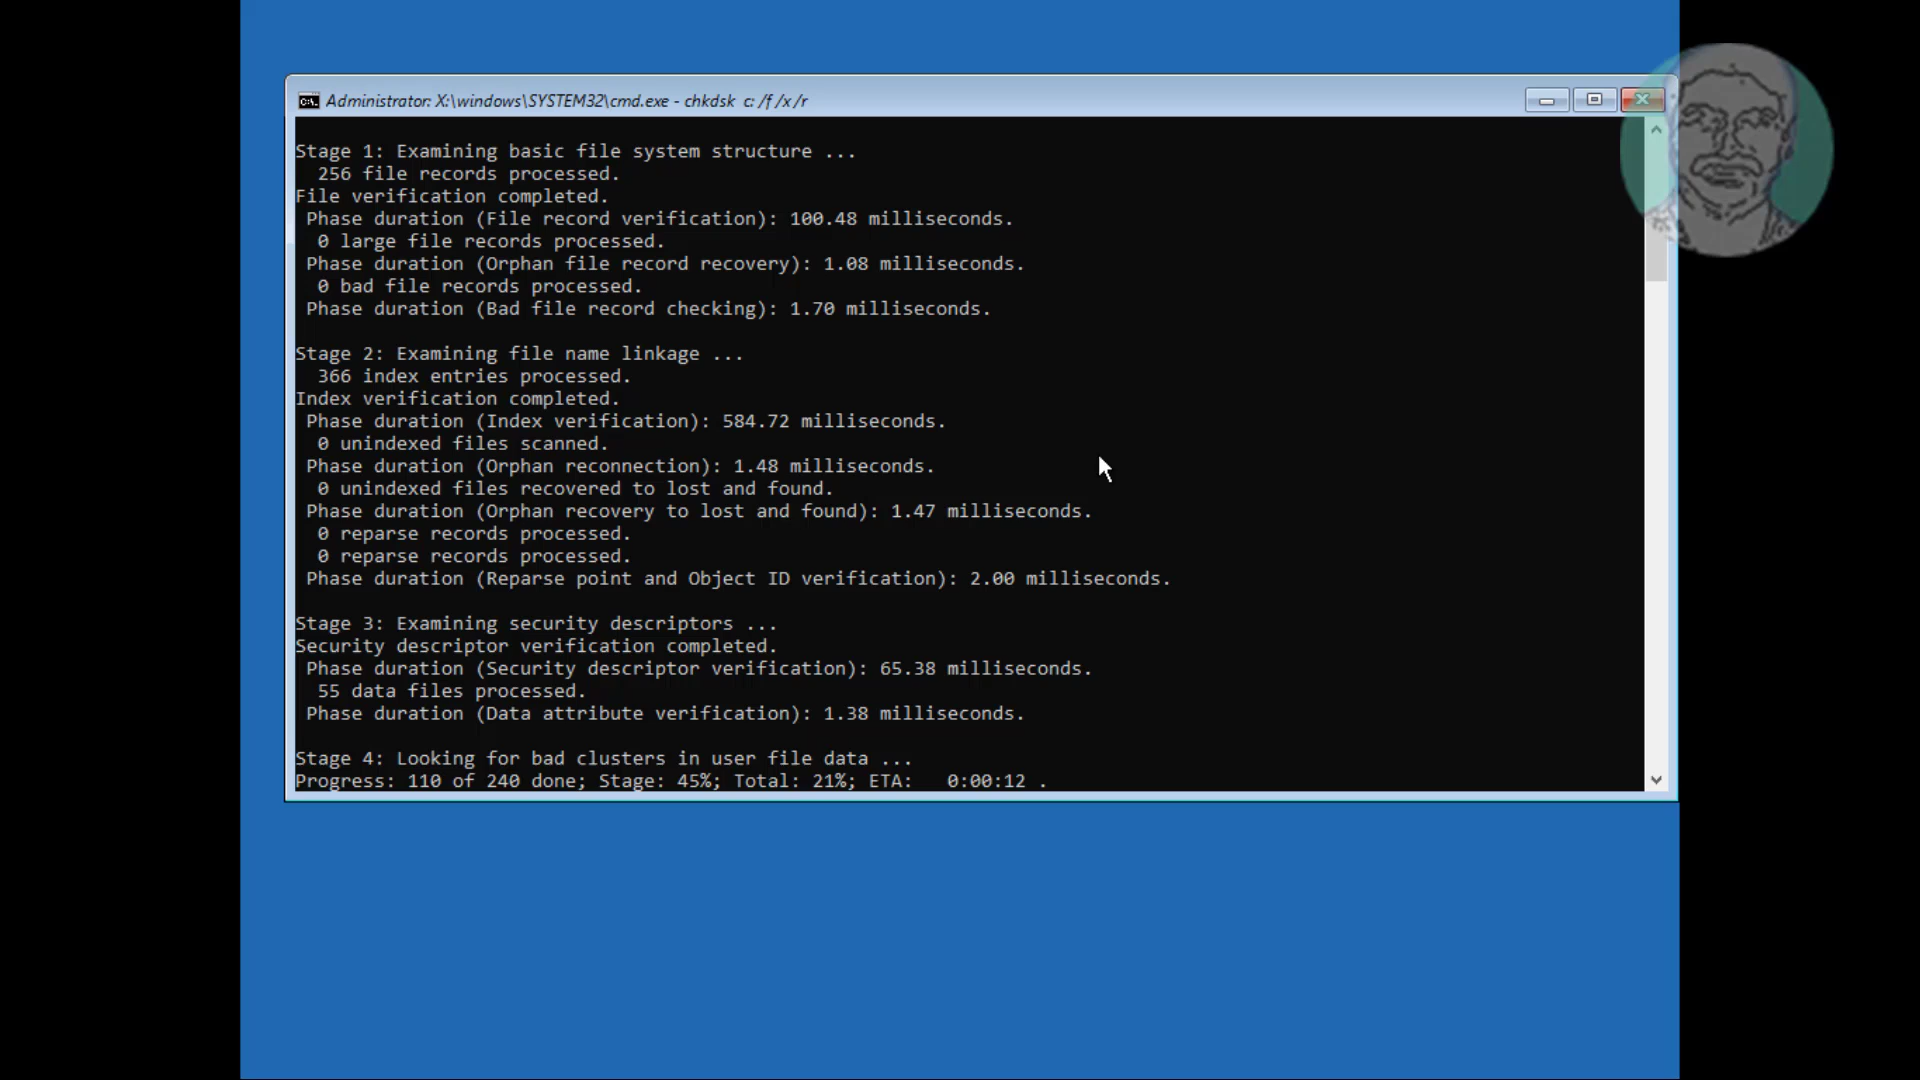 Administrator: X:\windows\SYSTEM32\cmd.exe - chkdsk  c: /f /x /r
Stage 1: Examining basic file system structure ...
256 file records processed.
File verification completed.
Phase duration (File record verification): 100.48 milliseconds.
0 large file records processed.
Phase duration (Orphan file record recovery): 1.08 milliseconds.
0 bad file records processed.
Phase duration (Bad file record checking): 1.70 milliseconds.
Stage 2: Examining file name linkage ...
366 index entries processed.
Index verification completed.
Phase duration (Index verification): 584.72 milliseconds.
0 unindexed files scanned.
Phase duration (Orphan reconnection): 1.48 milliseconds.
0 unindexed files recovered to lost and found.
Phase duration (Orphan recovery to lost and found): 1.47 milliseconds.
0 reparse records processed.
0 reparse records processed.
Phase duration (Reparse point and Object ID verification): 2.00 milliseconds.
Stage 3: Examining security descriptors ...
Security descriptor verification completed.
Phase duration (Security descriptor verification): 65.38 milliseconds.
55 data files processed.
Phase duration (Data attribute verification): 1.38 milliseconds.
Stage 4: Looking for bad clusters in user file data ...
Progress: 110 of 240 done; Stage: 45%; Total: 21%; ETA:   0:00:12 .